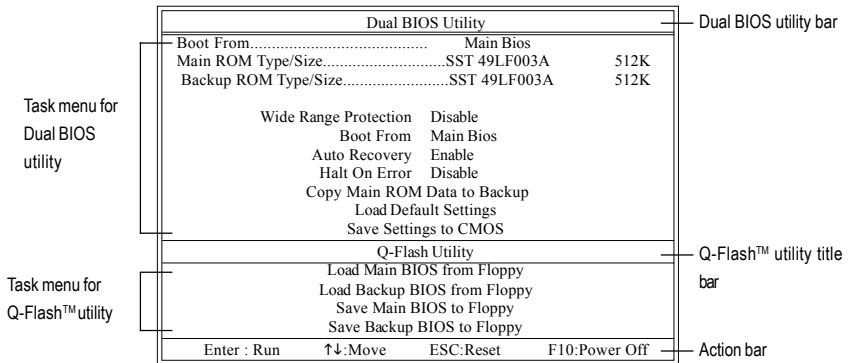 Dual BIOS Utility
Dual BIOS utility bar
Boot From.......................................... Main Bios
Main ROM Type/Size.............................SST 49LF003A 512K
Backup ROM Type/Size.........................SST 49LF003A 512K
Task menu for
Dual BIOS
utility
Wide Range Protection Disable
Boot From Main Bios
Auto Recovery Enable
Halt On Error Disable
Copy Main ROM Data to Backup
Load Default Settings
Save Settings to CMOS
Q-Flash Utility
Q-Flash™ utility title
bar
Task menu for
Q-Flash™utility
Load Main BIOS from Floppy
Load Backup BIOS from Floppy
Save Main BIOS to Floppy
Save Backup BIOS to Floppy
Enter : Run ↑↓:Move ESC:Reset F10:Power Off
Action bar